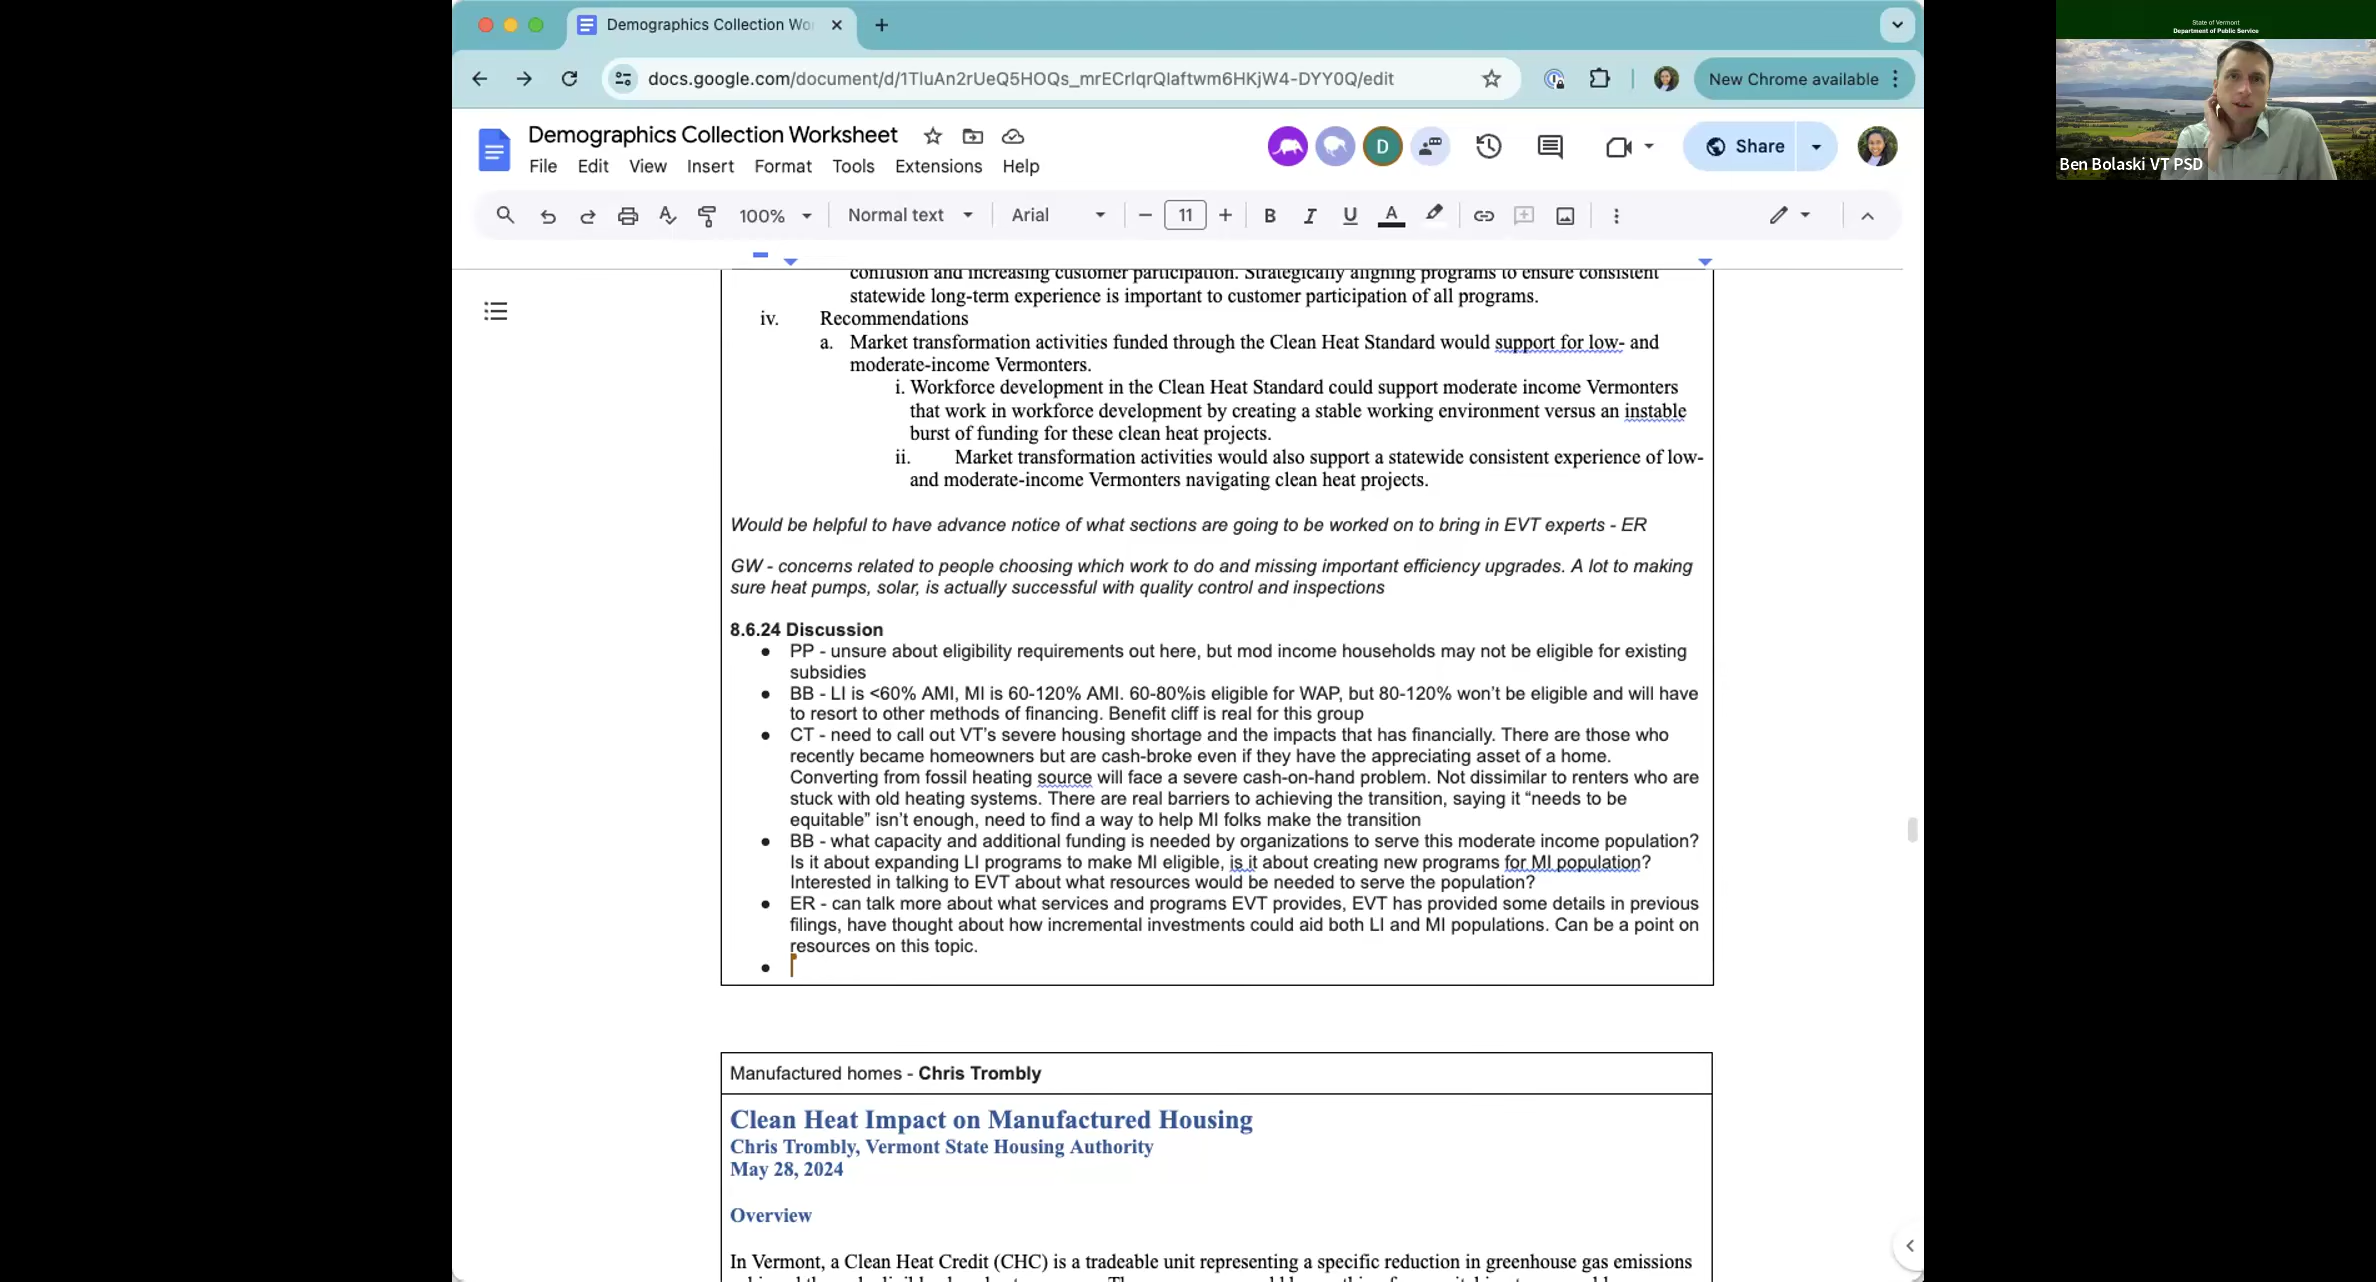 Demographics Collection Wo
docs.google.com/document/d/1TluAn2rUeQ5HOQs_mrECrlqrQlaftwm6HKjW4-DYY0Q/edit
New Chrome available
State of Vermont
Department of Public Service
Ben Bolaski VT PSD
Demographics Collection Worksheet
D
Share
File Edit View Insert Format Tools Extensions Help
100% Normal text Arial 11 B I U A
confusion and increasing customer participation. Strategically aligning programs to ensure consistent
statewide long-term experience is important to customer participation of all programs.
iv. Recommendations
a. Market transformation activities funded through the Clean Heat Standard would support for low- and
moderate-income Vermonters.
i. Workforce development in the Clean Heat Standard could support moderate income Vermonters
that work in workforce development by creating a stable working environment versus an instable
burst of funding for these clean heat projects.
ii. Market transformation activities would also support a statewide consistent experience of low-
and moderate-income Vermonters navigating clean heat projects.
Would be helpful to have advance notice of what sections are going to be worked on to bring in EVT experts - ER
GW - concerns related to people choosing which work to do and missing important efficiency upgrades. A lot to making
sure heat pumps, solar, is actually successful with quality control and inspections
8.6.24 Discussion
● PP - unsure about eligibility requirements out here, but mod income households may not be eligible for existing
subsidies
● BB - LI is <60% AMI, MI is 60-120% AMI. 60-80%is eligible for WAP, but 80-120% won't be eligible and will have
to resort to other methods of financing. Benefit cliff is real for this group
● CT - need to call out VT's severe housing shortage and the impacts that has financially. There are those who
recently became homeowners but are cash-broke even if they have the appreciating asset of a home.
Converting from fossil heating source will face a severe cash-on-hand problem. Not dissimilar to renters who are
stuck with old heating systems. There are real barriers to achieving the transition, saying it "needs to be
equitable" isn't enough, need to find a way to help MI folks make the transition
● BB - what capacity and additional funding is needed by organizations to serve this moderate income population?
Is it about expanding LI programs to make MI eligible, is it about creating new programs for MI population?
Interested in talking to EVT about what resources would be needed to serve the population?
● ER - can talk more about what services and programs EVT provides, EVT has provided some details in previous
filings, have thought about how incremental investments could aid both LI and MI populations. Can be a point on
resources on this topic.
●
Manufactured homes - Chris Trombly
Clean Heat Impact on Manufactured Housing
Chris Trombly, Vermont State Housing Authority
May 28, 2024
Overview
In Vermont, a Clean Heat Credit (CHC) is a tradeable unit representing a specific reduction in greenhouse gas emissions